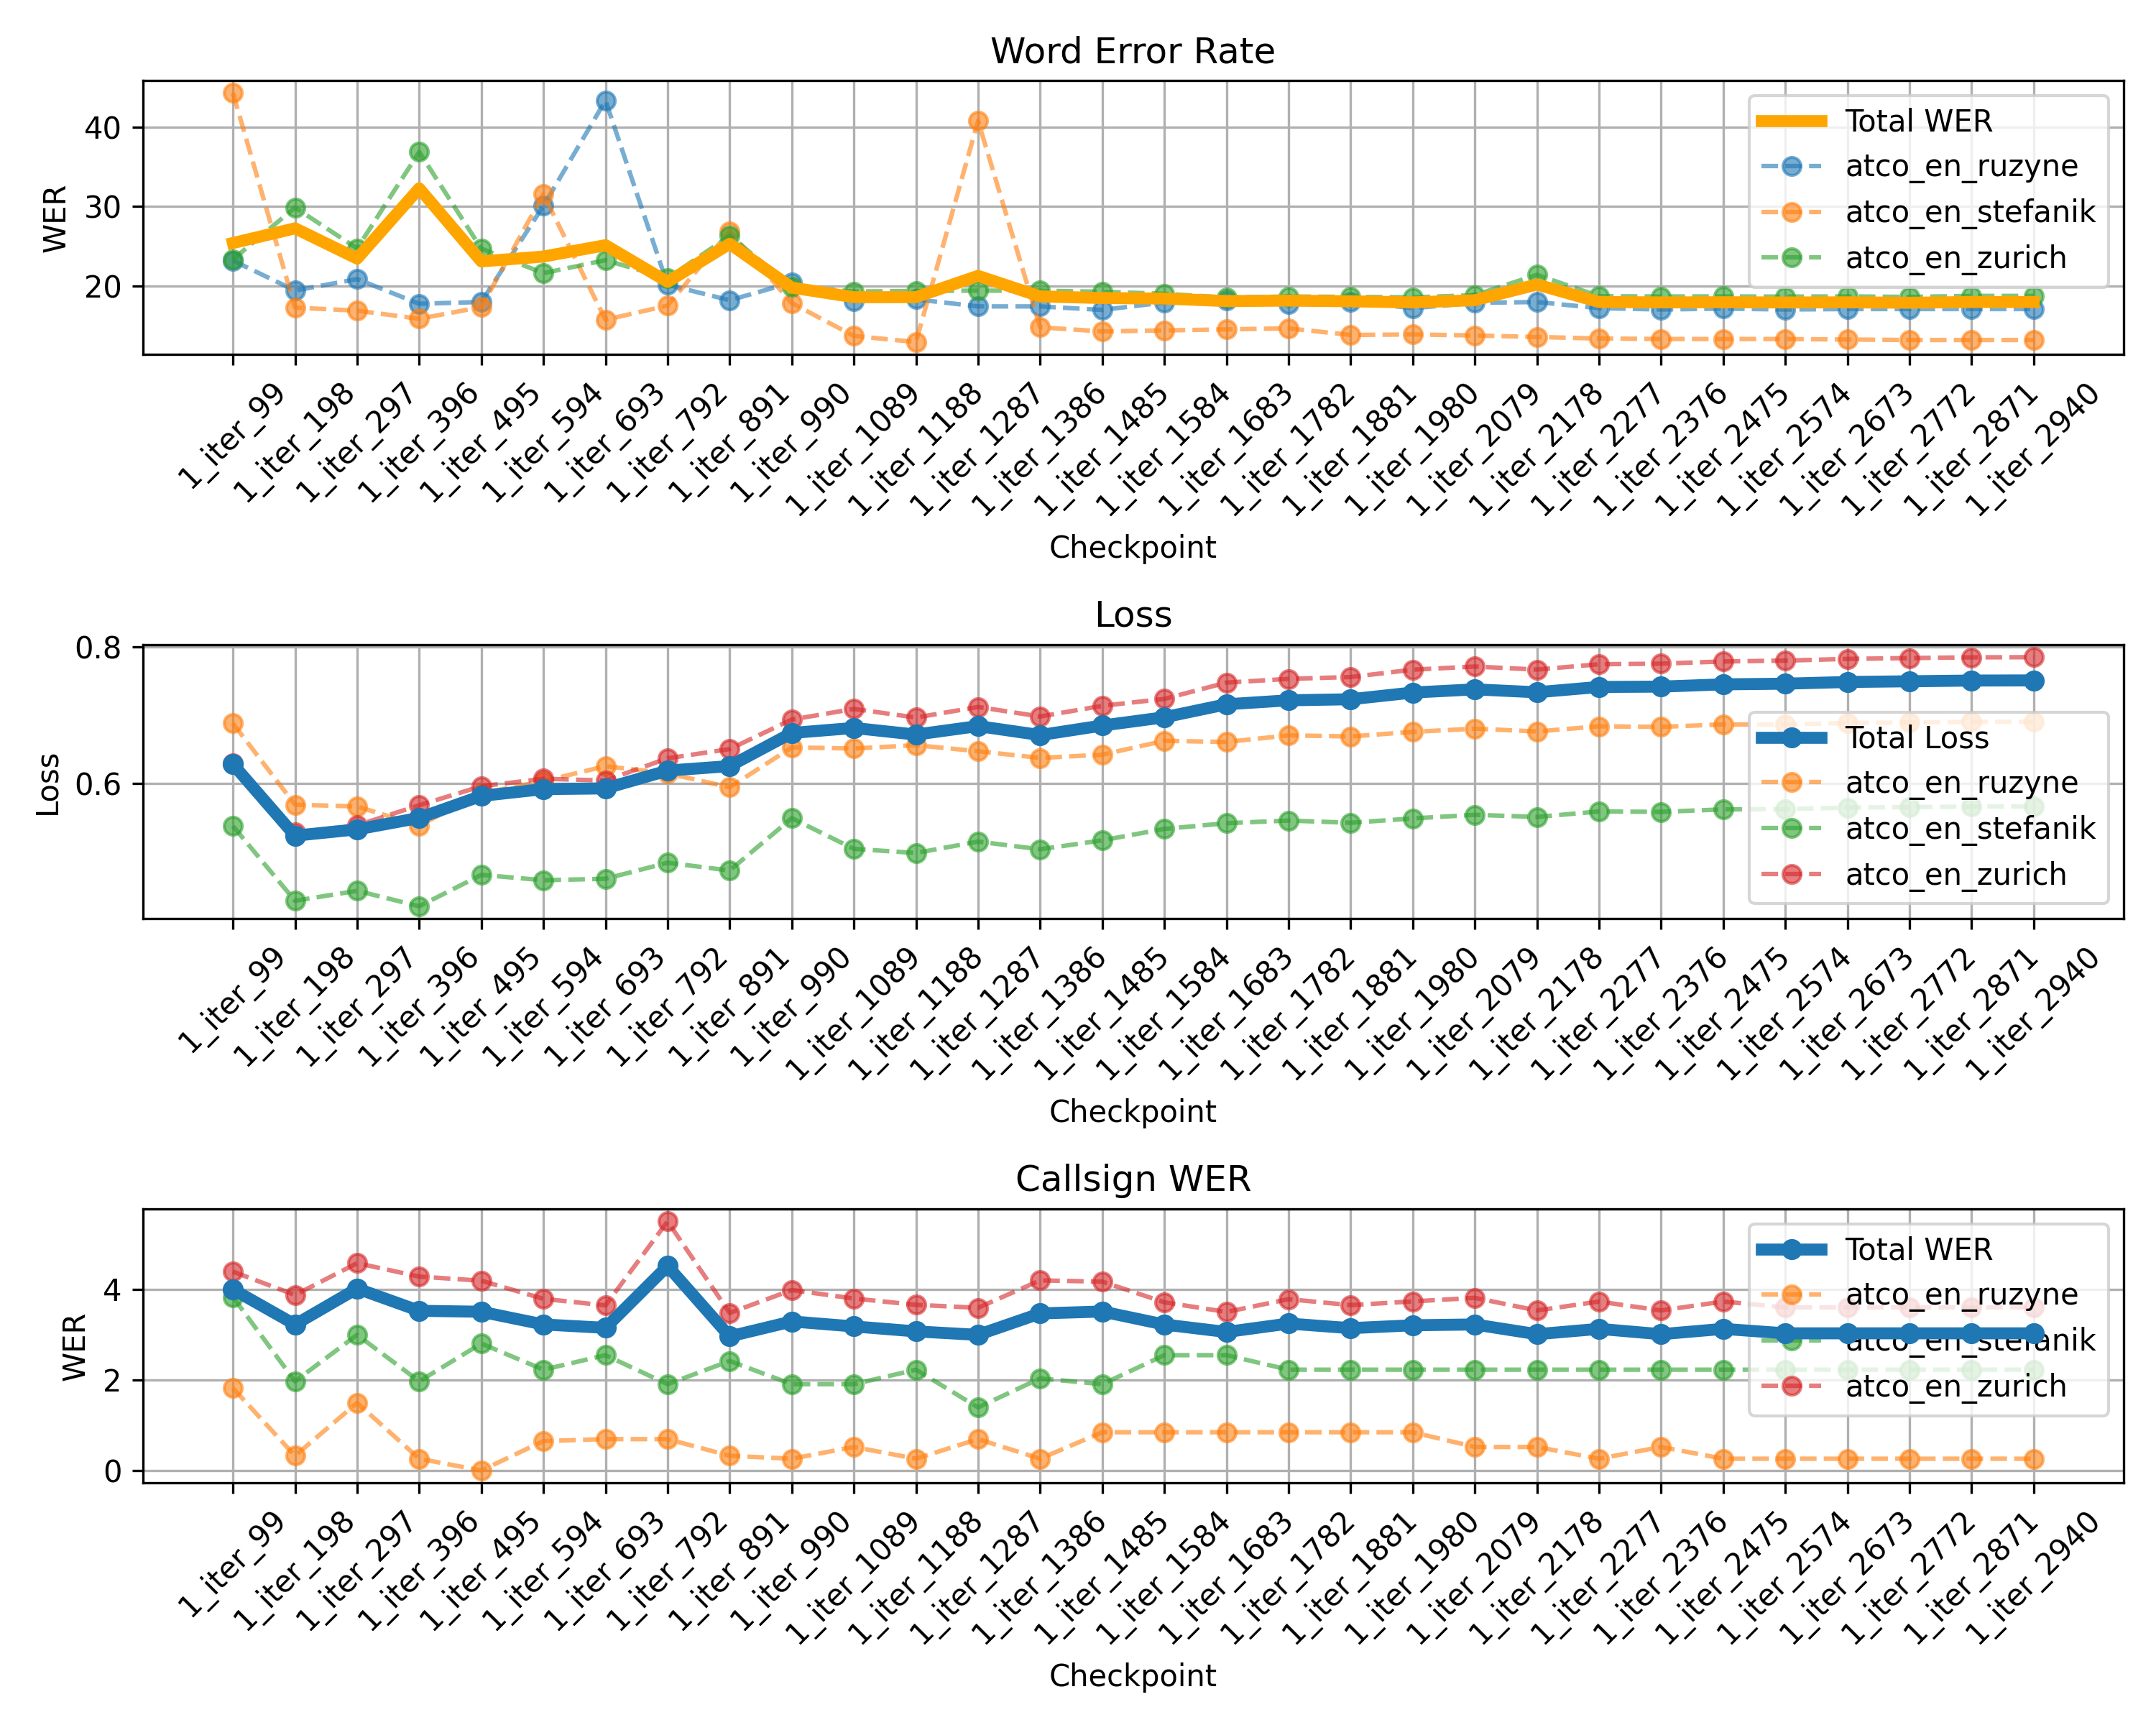 Word Error Rate
WER
40
30
20
Total WER
atco_en_ruzyne
atco_en_stefanik
atco_en_zurich
1_iter_99
1_iter_198
1_iter_297
1_iter_396
1_iter_495
1_iter_594
1_iter_693
1_iter_792
1_iter_891
1_iter_990
1_iter_1089
1_iter_1188
1_iter_1287
1_iter_1386
1_iter_1485
1_iter_1584
1_iter_1683
1_iter_1782
1_iter_1881
1_iter_1980
1_iter_2079
1_iter_2178
1_iter_2277
1_iter_2376
1_iter_2475
1_iter_2574
1_iter_2673
1_iter_2772
1_iter_2871
1_iter_2940
Checkpoint
Loss
Loss
0.8
0.6
Total Loss
atco_en_ruzyne
atco_en_stefanik
atco_en_zurich
1_iter_99
1_iter_198
1_iter_297
1_iter_396
1_iter_495
1_iter_594
1_iter_693
1_iter_792
1_iter_891
1_iter_990
1_iter_1089
1_iter_1188
1_iter_1287
1_iter_1386
1_iter_1485
1_iter_1584
1_iter_1683
1_iter_1782
1_iter_1881
1_iter_1980
1_iter_2079
1_iter_2178
1_iter_2277
1_iter_2376
1_iter_2475
1_iter_2574
1_iter_2673
1_iter_2772
1_iter_2871
1_iter_2940
Checkpoint
Callsign WER
WER
4
2
0
Total WER
atco_en_ruzyne
atco_en_stefanik
atco_en_zurich
1_iter_99
1_iter_198
1_iter_297
1_iter_396
1_iter_495
1_iter_594
1_iter_693
1_iter_792
1_iter_891
1_iter_990
1_iter_1089
1_iter_1188
1_iter_1287
1_iter_1386
1_iter_1485
1_iter_1584
1_iter_1683
1_iter_1782
1_iter_1881
1_iter_1980
1_iter_2079
1_iter_2178
1_iter_2277
1_iter_2376
1_iter_2475
1_iter_2574
1_iter_2673
1_iter_2772
1_iter_2871
1_iter_2940
Checkpoint